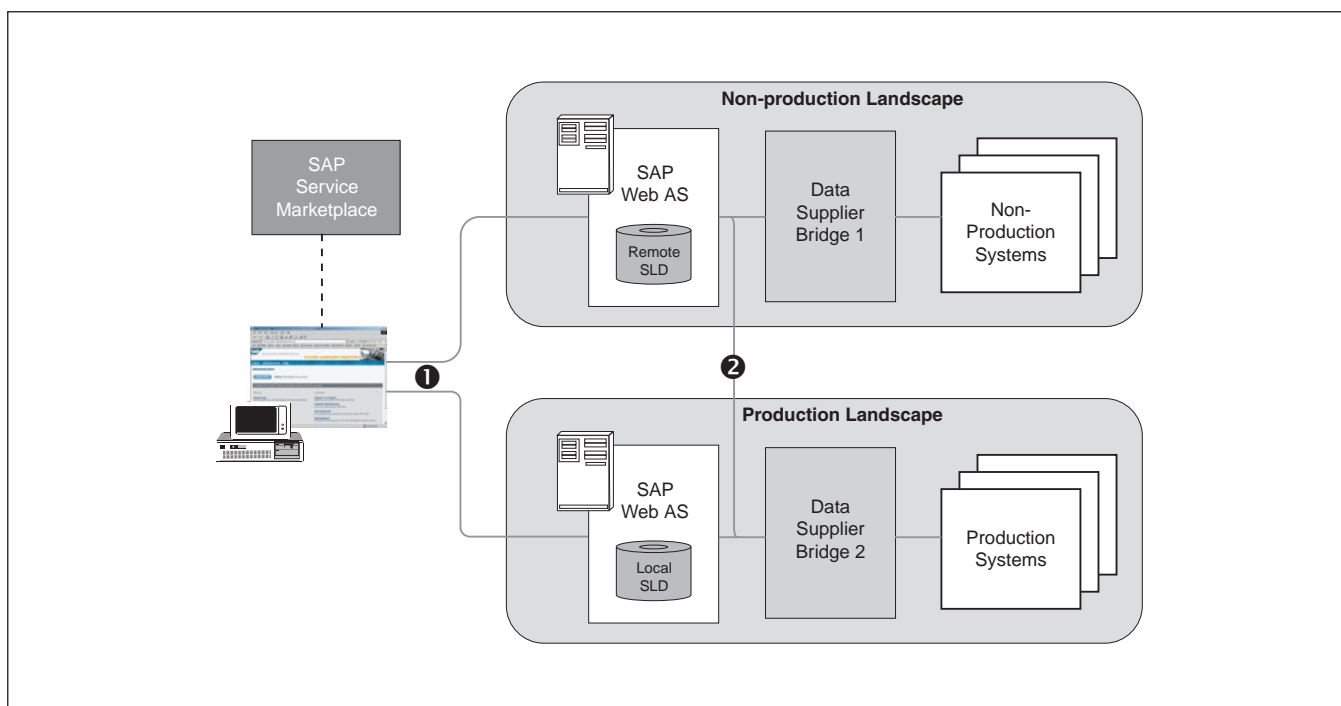 Non-production Landscape
SAP
Service
Marketplace
SAP
Web AS
Remote
SLD
Data
Supplier
Bridge 1
Non-
Production
Systems
❶
❷
Production Landscape
SAP
Web AS
Local
SLD
Data
Supplier
Bridge 2
Production
Systems